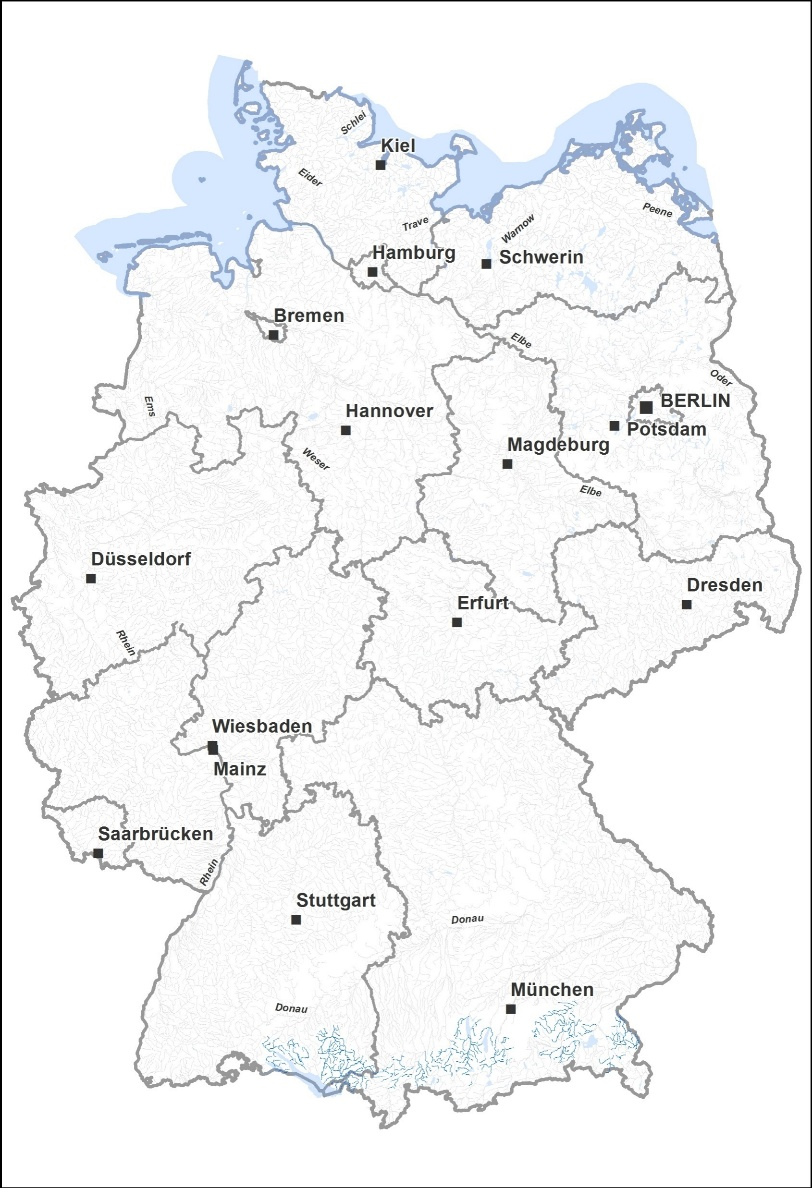 Schlei
Kiel
Eider
Peene
Trave
Warnow
Hamburg
Schwerin
Bremen
Elbe
Oder
BERLIN
Ems
Hannover
Potsdam
Magdeburg
Weser
Elbe
Düsseldorf
Dresden
Erfurt
Rhein
Wiesbaden
Mainz
Saarbrücken
Rhein
Stuttgart
Donau
München
Donau